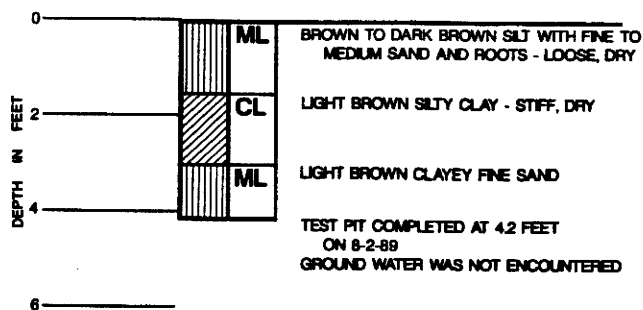 0
ML
BROWN TO DARK BROWN SILT WITH FINE TO
MEDIUM SAND AND ROOTS - LOOSE, DRY
2
CL
LIGHT BROWN SILTY CLAY - STIFF, DRY
ML
LIGHT BROWN CLAYEY FINE SAND
DEPTH IN FEET
4
TEST PIT COMPLETED AT 4.2 FEET
ON 8-2-89
GROUND WATER WAS NOT ENCOUNTERED
6